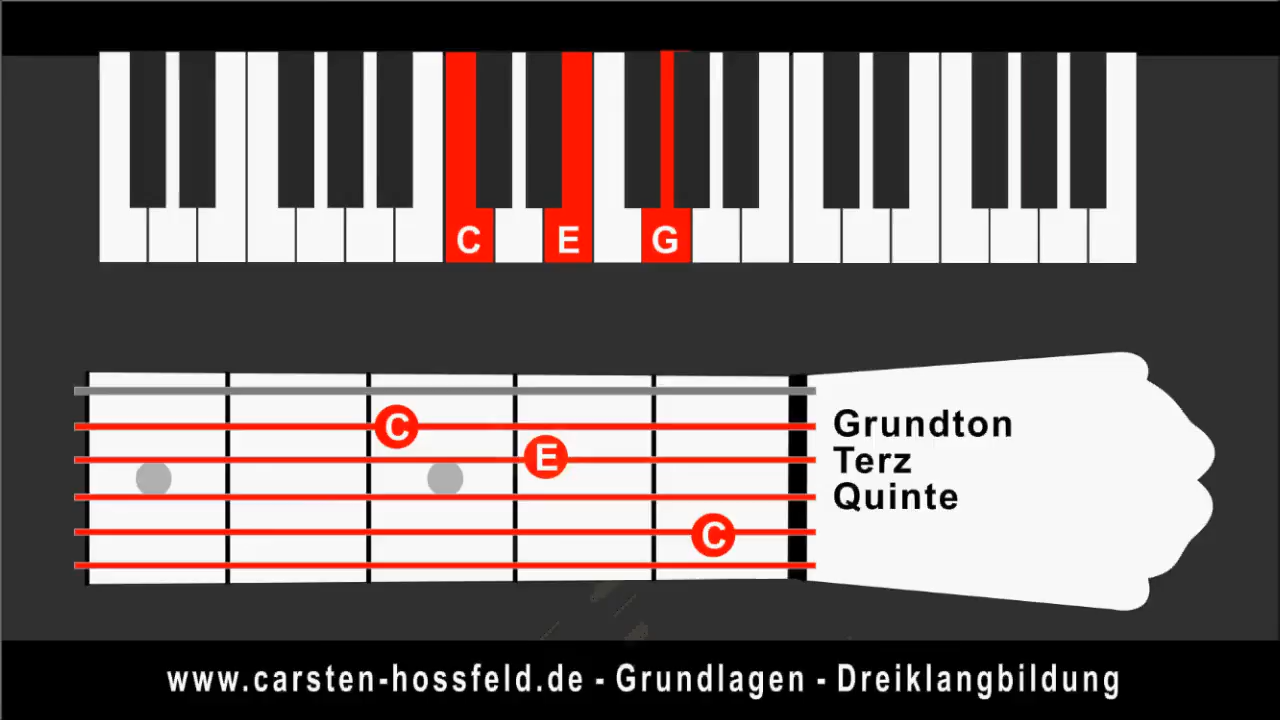 C E G
C
E
C
Grundton
Terz
Quinte
www.carsten-hossfeld.de - Grundlagen - Dreiklangbildung